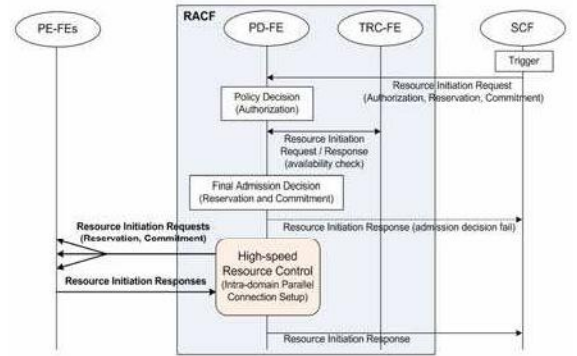 RACF
PE-FEs
PD-FE
TRC-FE
SCF
Trigger
Resource Initiation Request
(Authorization, Reservation, Commitment)
Policy Decision
(Authorization)
Resource Initiation
Request / Response
(availability check)
Final Admission Decision
(Reservation and Commitment)
Resource Initiation Response (admission decision fail)
Resource Initiation Requests
(Reservation, Commitment)
High-speed
Resource Control
(Intra-domain Parallel
Connection Setup)
Resource Initiation Responses
Resource Initiation Response